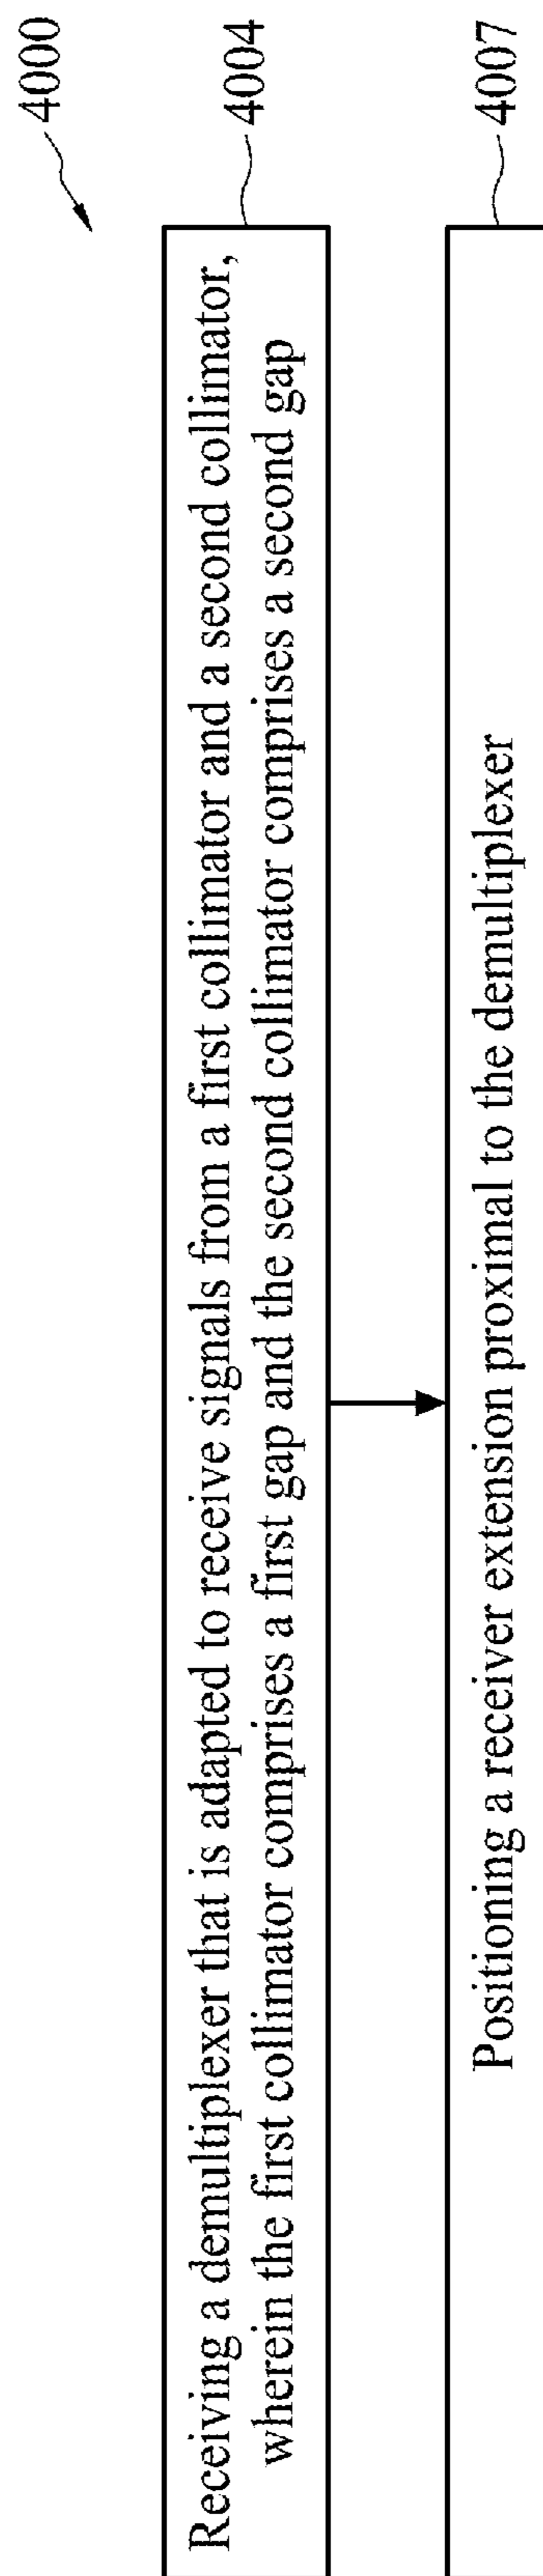 4000
Receiving a demultiplexer that is adapted to receive signals from a first collimator and a second collimator,
wherein the first collimator comprises a first gap and the second collimator comprises a second gap
4004
Positioning a receiver extension proximal to the demultiplexer
4007